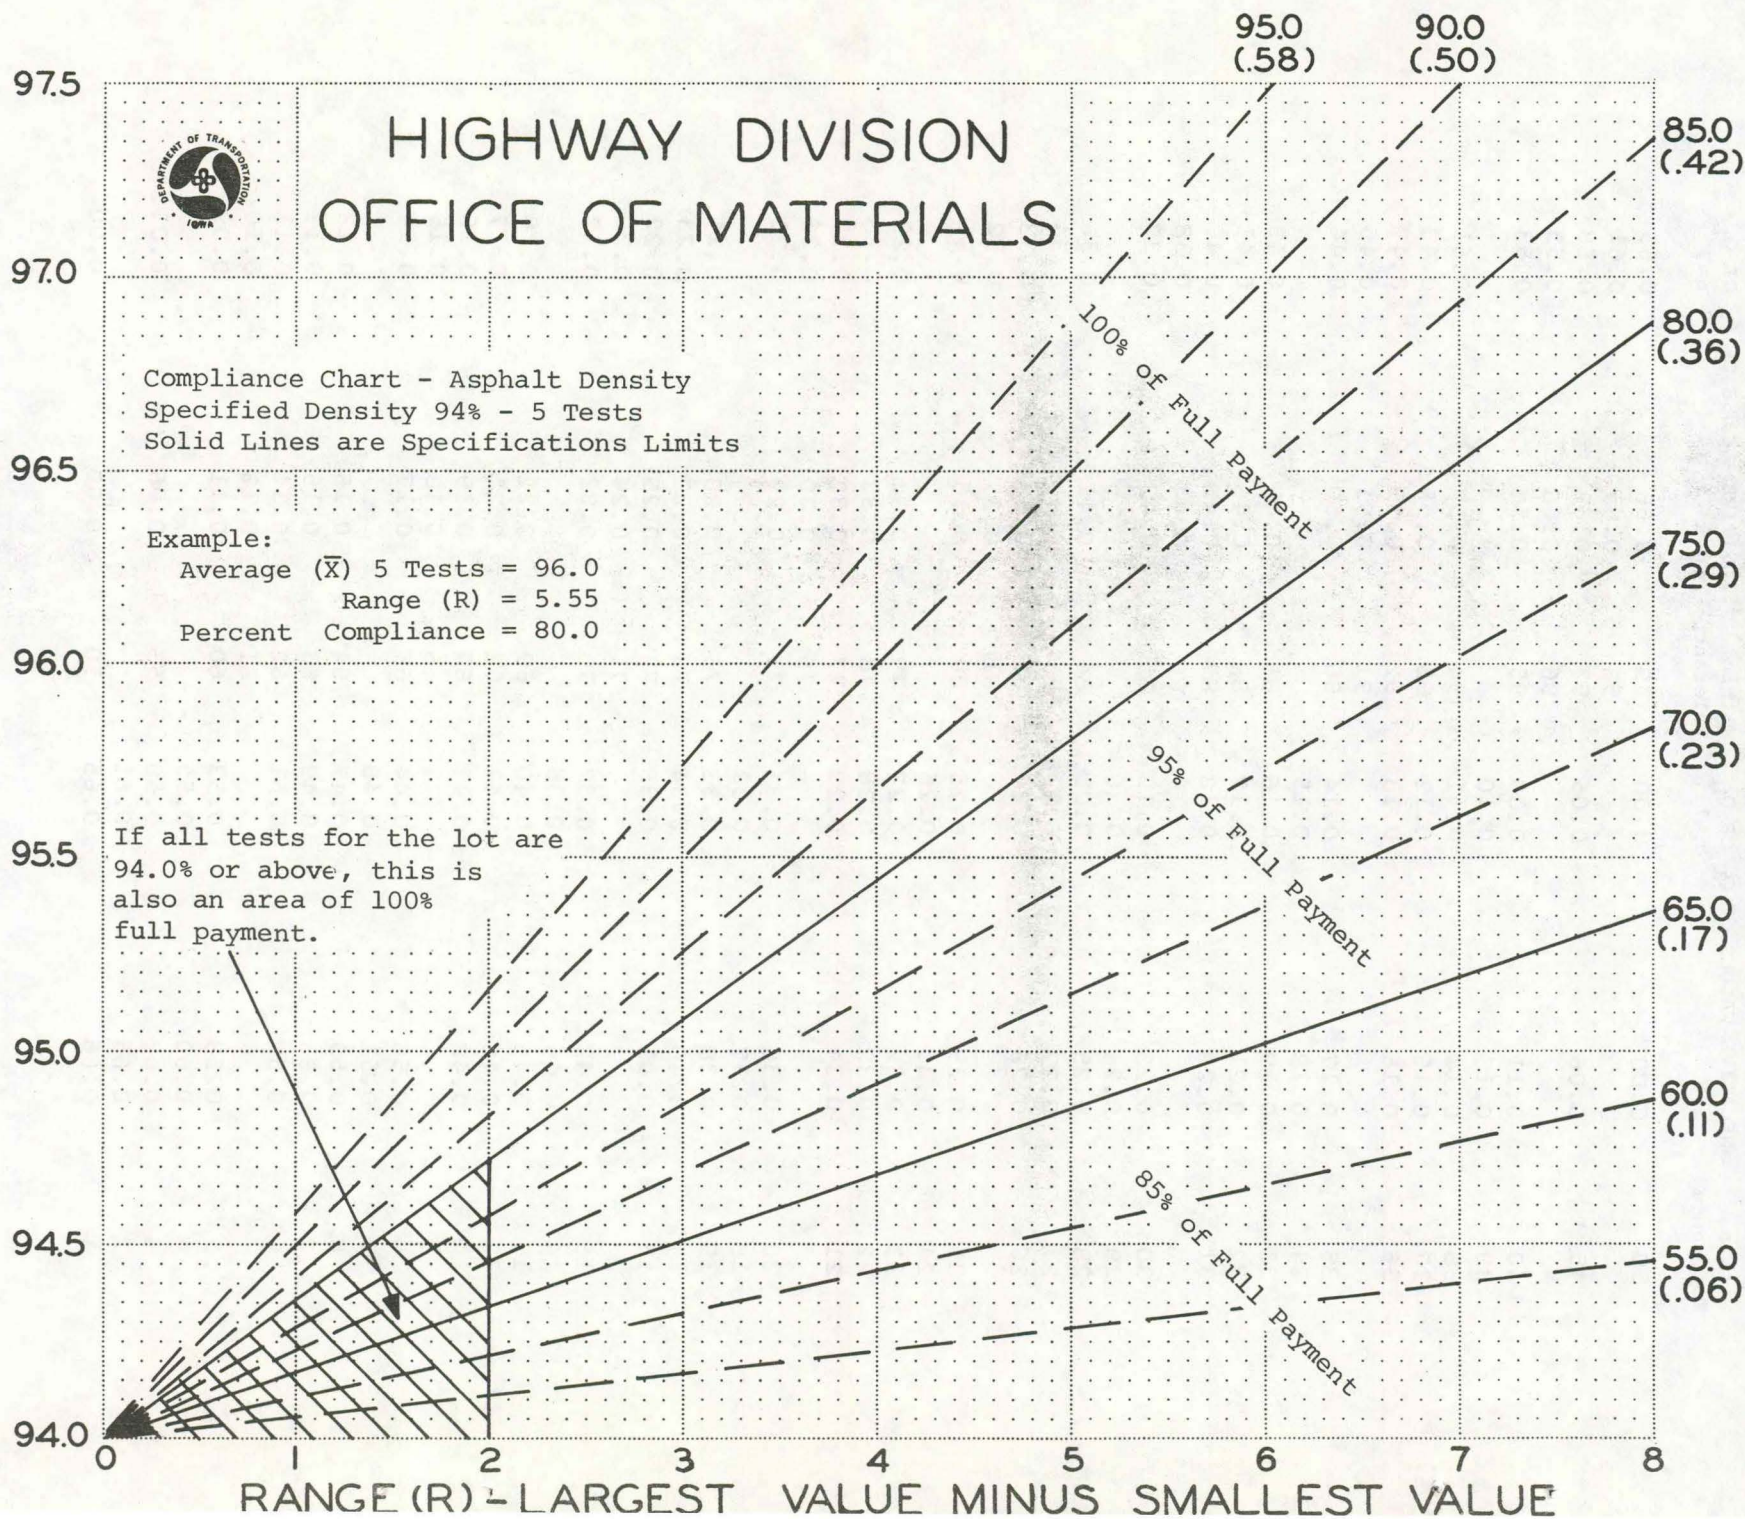 95.0 90.0
(.58) (.50)
97.5
DEPARTMENT OF TRANSPORTATION
IOWA
HIGHWAY DIVISION
OFFICE OF MATERIALS
85.0
(.42)
97.0
80.0
(.36)
100% of Full Payment
Compliance Chart - Asphalt Density
Specified Density 94% - 5 Tests
Solid Lines are Specifications Limits
96.5
Example:
Average (X̅) 5 Tests = 96.0
Range (R) = 5.55
Percent Compliance = 80.0
75.0
(.29)
96.0
70.0
(.23)
95% of Full Payment
If all tests for the lot are
94.0% or above, this is
also an area of 100%
full payment.
95.5
65.0
(.17)
95.0
60.0
(.11)
85% of Full Payment
94.5
55.0
(.06)
94.0
0 1 2 3 4 5 6 7 8
RANGE (R) - LARGEST VALUE MINUS SMALLEST VALUE